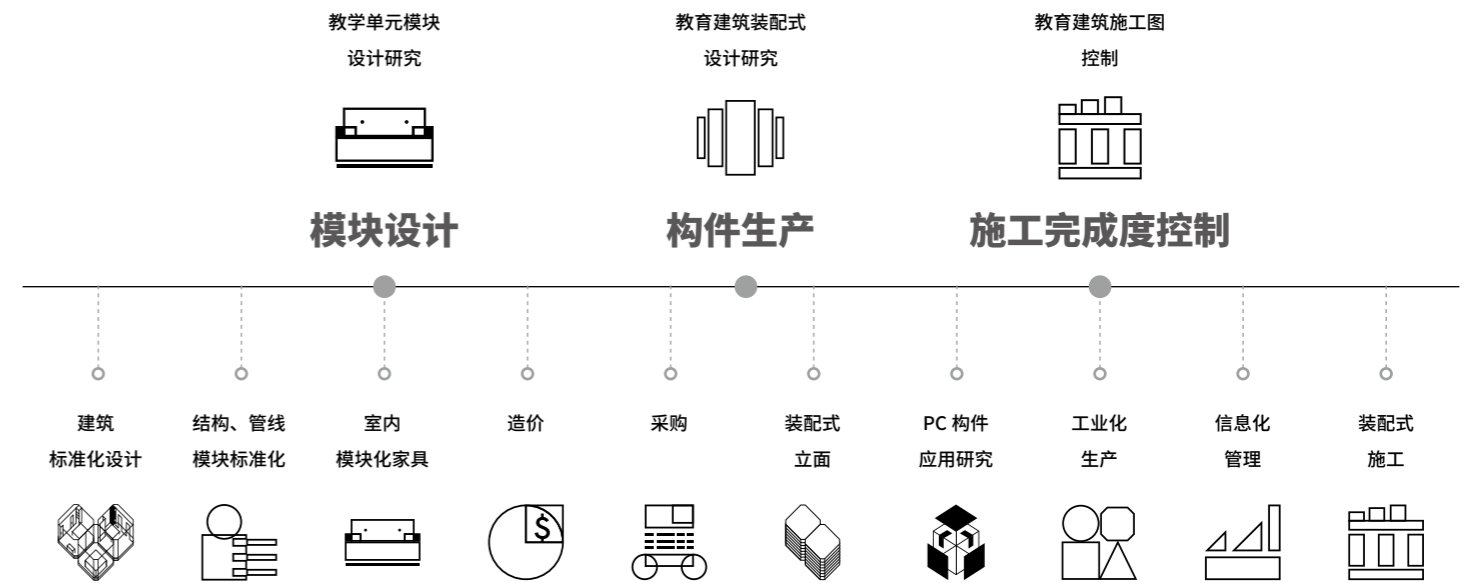 教学单元模块
设计研究
教育建筑装配式
设计研究
教育建筑施工图
控制
模块设计
构件生产
施工完成度控制
建筑
标准化设计
结构、管线
模块标准化
室内
模块化家具
造价
采购
装配式
立面
PC 构件
应用研究
工业化
生产
信息化
管理
装配式
施工
$